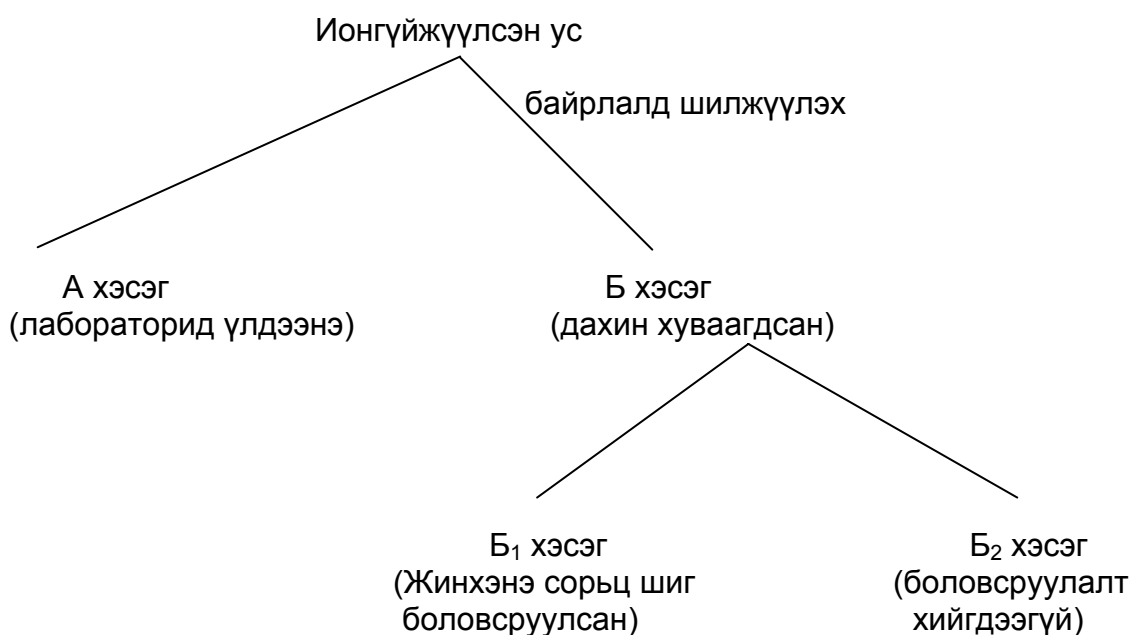 Ионгүйжүүлсэн ус
байрлалд шилжүүлэх
А хэсэг
(лабораторид үлдээнэ)
Б хэсэг
(дахин хуваагдсан)
Б₁ хэсэг
(Жинхэнэ сорьц шиг
боловсруулсан)
Б₂ хэсэг
(боловсруулалт
хийгдээгүй)